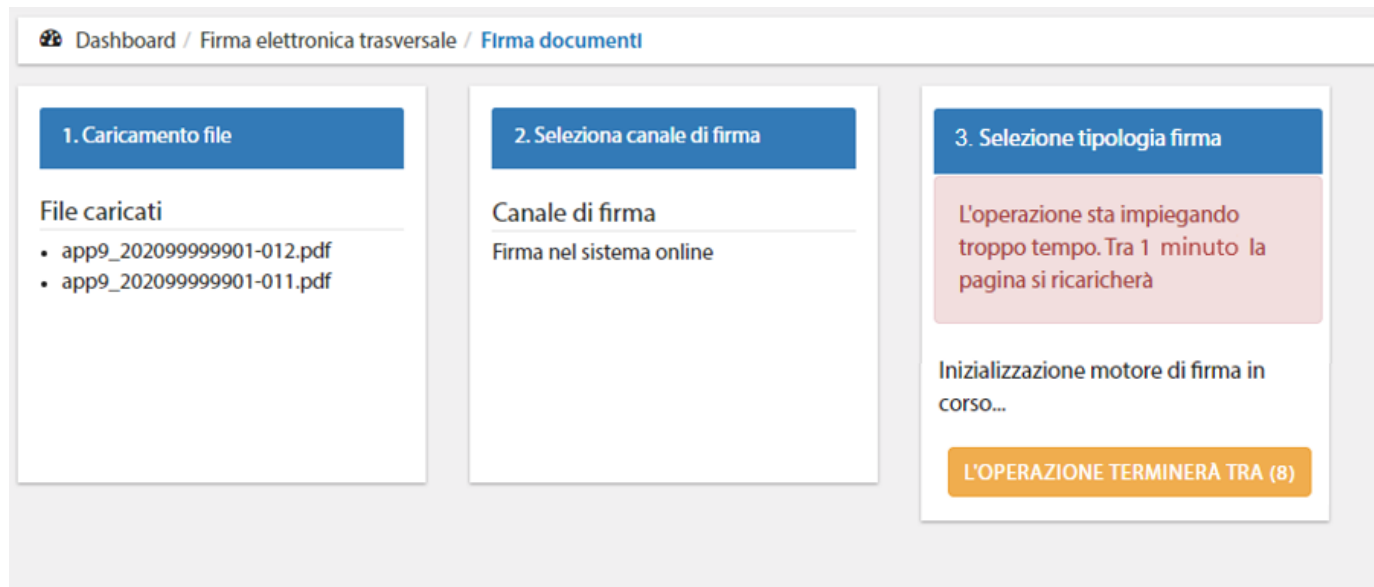 Dashboard / Firma elettronica trasversale / Firma documenti
1. Caricamento file
File caricati
• app9_202099999901-012.pdf
• app9_202099999901-011.pdf
2. Seleziona canale di firma
Canale di firma
Firma nel sistema online
3. Selezione tipologia firma
L'operazione sta impiegando
troppo tempo. Tra 1 minuto la
pagina si ricaricherà
Inizializzazione motore di firma in
corso...
L'OPERAZIONE TERMINERÀ TRA (8)